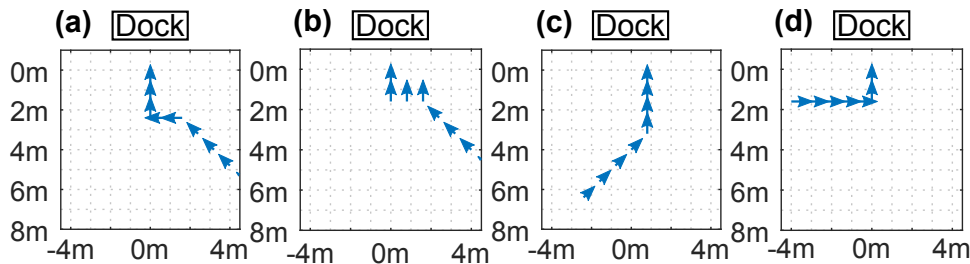 (a) Dock (b) Dock (c) Dock (d) Dock
0m 0m 0m 0m
2m 2m 2m 2m
4m 4m 4m 4m
6m 6m 6m 6m
8m 8m 8m 8m
-4m 0m 4m -4m 0m 4m -4m 0m 4m -4m 0m 4m